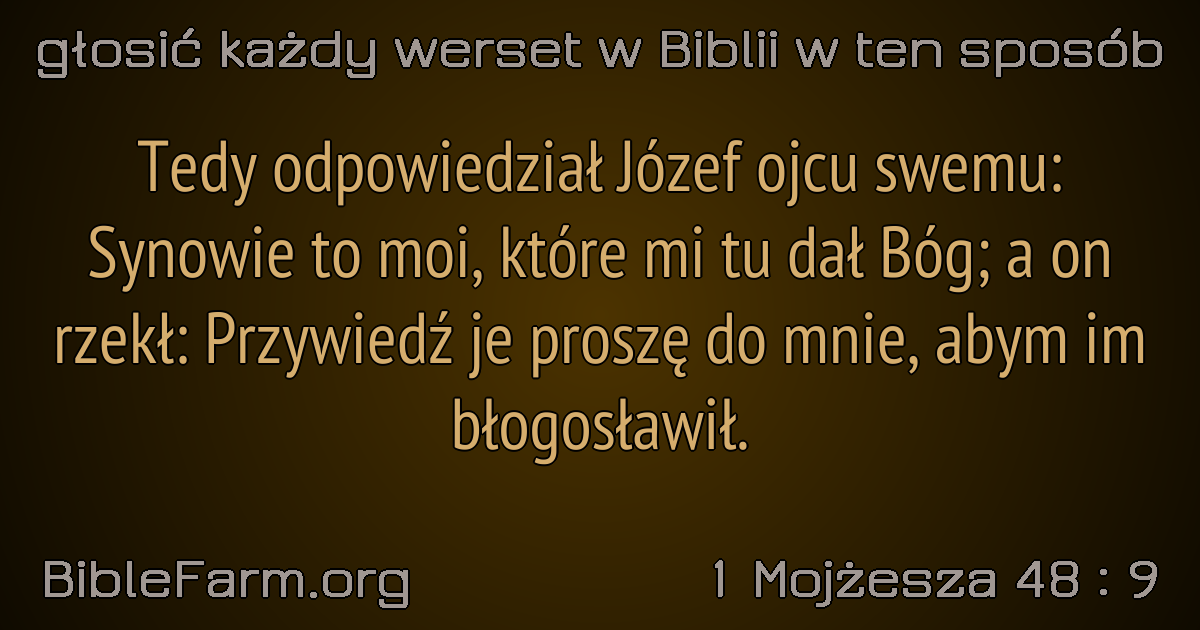 głosić każdy werset w Biblii w ten sposób
Tedy odpowiedział Józef ojcu swemu:
Synowie to moi, które mi tu dał Bóg; a on
rzekł: Przywiedź je proszę do mnie, abym im
błogosławił.
BibleFarm.org
1 Mojżesza 48 : 9